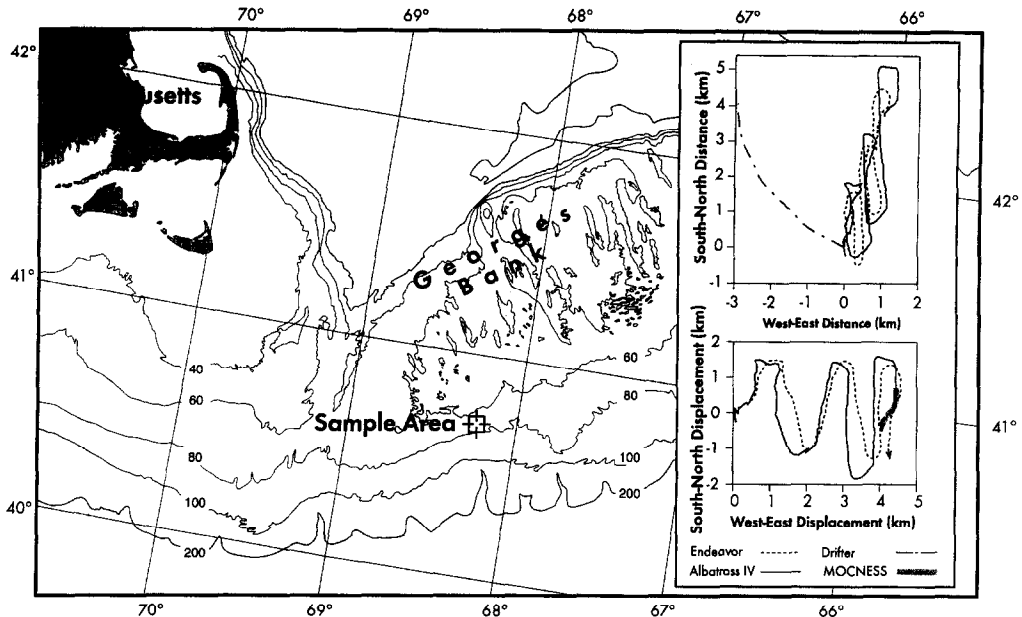 70° 69° 68° 67° 66°
42°
41°
40°
usetts
Georges
Bank
Sample Area
40
60
80
100
200
60
80
100
200
42°
41°
70° 69° 68° 67° 66°
South-North Distance (km)
5
4
3
2
1
0
-1
-3 -2 -1 0 1 2
West-East Distance (km)
South-North Displacement (km)
2
1
0
-1
-2
0 1 2 3 4 5
West-East Displacement (km)
Endeavor Drifter
Albatross IV MOCNESS